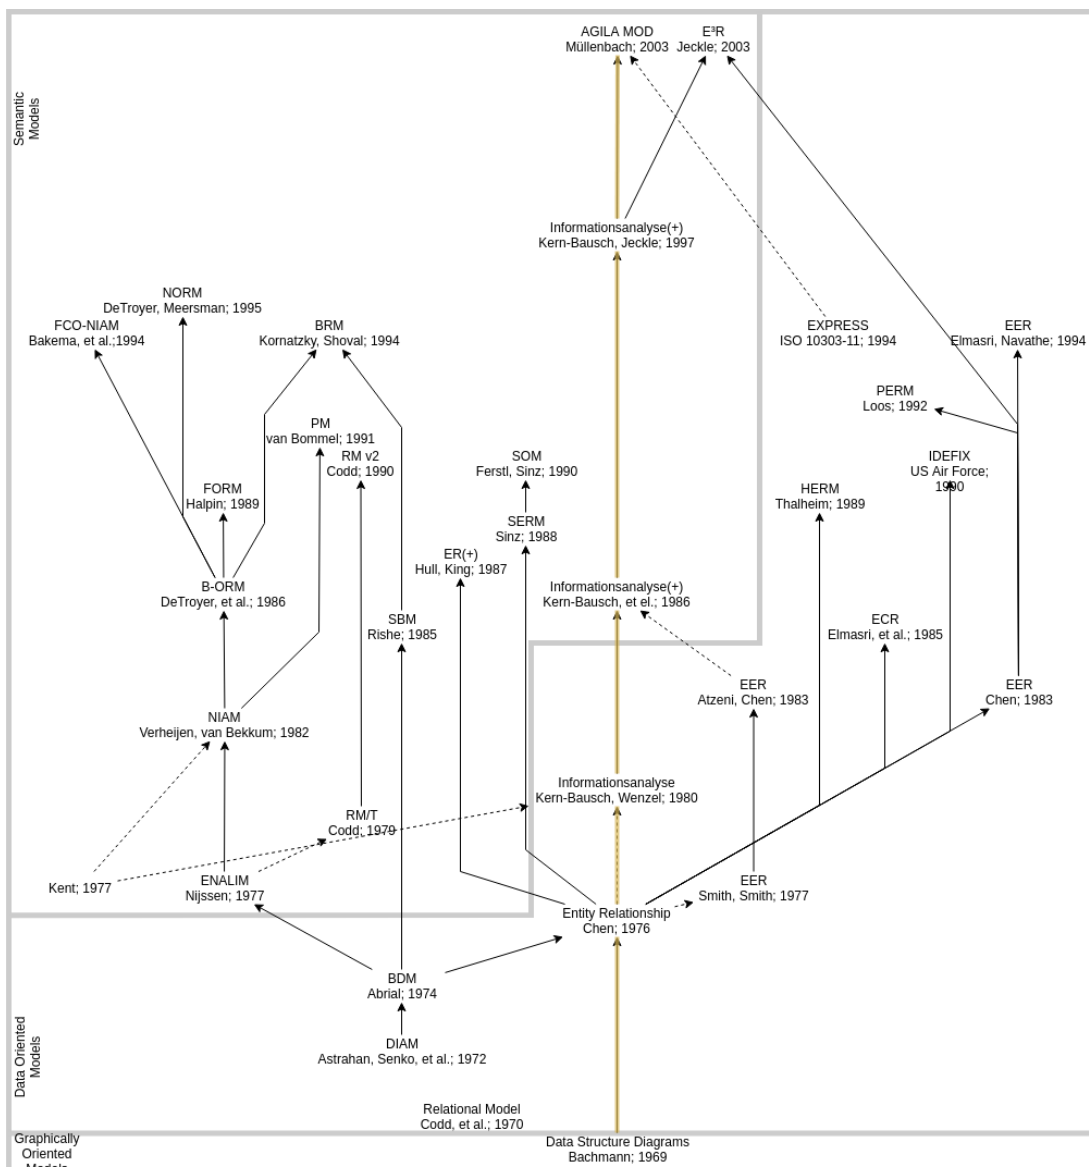 AGILA MOD
Müllenbach; 2003
E³R
Jeckle; 2003
Semantic
Models
Informationsanalyse(+)
Kern-Bausch, Jeckle; 1997
NORM
DeTroyer, Meersman; 1995
FCO-NIAM
Bakema, et al.;1994
BRM
Kornatzky, Shoval; 1994
EXPRESS
ISO 10303-11; 1994
EER
Elmasri, Navathe; 1994
PERM
Loos; 1992
PM
van Bommel; 1991
RM v2
Codd; 1990
SOM
Ferstl, Sinz; 1990
IDEFIX
US Air Force;
1990
FORM
Halpin; 1989
HERM
Thalheim; 1989
SERM
Sinz; 1988
ER(+)
Hull, King; 1987
B-ORM
DeTroyer, et al.; 1986
Informationsanalyse(+)
Kern-Bausch, et el.; 1986
SBM
Rishe; 1985
ECR
Elmasri, et al.; 1985
EER
Atzeni, Chen; 1983
EER
Chen; 1983
NIAM
Verheijen, van Bekkum; 1982
Informationsanalyse
Kern-Bausch, Wenzel; 1980
RM/T
Codd; 1979
Kent; 1977
ENALIM
Nijssen; 1977
EER
Smith, Smith; 1977
Entity Relationship
Chen; 1976
BDM
Abrial; 1974
DIAM
Astrahan, Senko, et al.; 1972
Data Oriented
Models
Relational Model
Codd, et al.; 1970
Data Structure Diagrams
Bachmann; 1969
Graphically
Oriented
Models